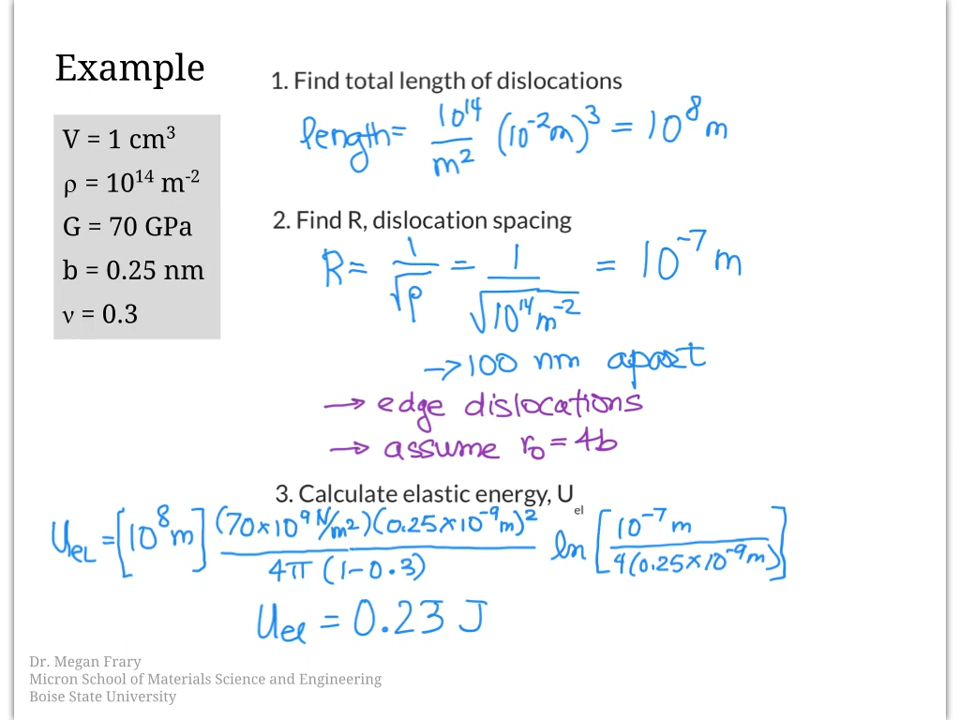 Example
V = 1 cm³
ρ = 10¹⁴ m⁻²
G = 70 GPa
b = 0.25 nm
ν = 0.3
1. Find total length of dislocations
length = 10¹⁴/m² (10⁻²m)³ = 10⁸ m
2. Find R, dislocation spacing
R = 1/√ρ = 1/√(10¹⁴ m⁻²) = 10⁻⁷ m
→ 100 nm apart
→ edge dislocations
→ assume r₀ = 4b
3. Calculate elastic energy, U_el
U_EL = [10⁸ m] (70×10⁹ N/m²)(0.25×10⁻⁹ m)² / 4π(1-0.3) ln [10⁻⁷ m / 4(0.25×10⁻⁹ m)]
U_el = 0.23 J
Dr. Megan Frary
Micron School of Materials Science and Engineering
Boise State University